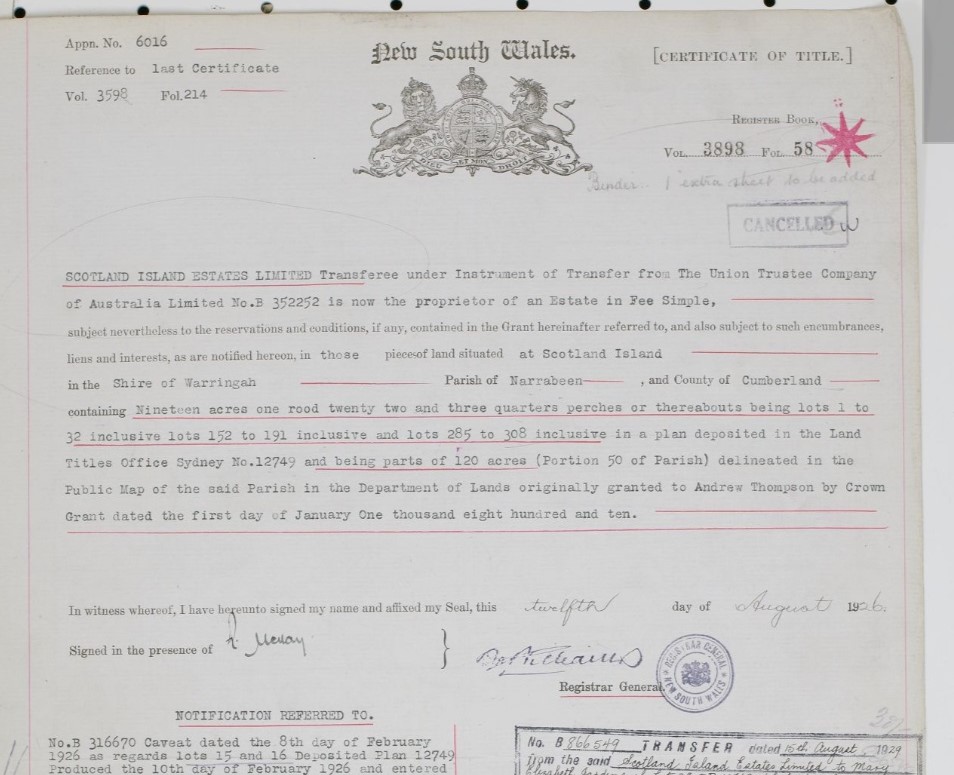 Appn. No. 6016
Reference to last Certificate
Vol. 3598 Fol. 214
New South Wales.
[CERTIFICATE OF TITLE.]
REGISTER BOOK,
VOL. 3898 FOL. 58
Binder. 1 extra sheet to be added
CANCELLED
SCOTLAND ISLAND ESTATES LIMITED Transferee under Instrument of Transfer from The Union Trustee Company
of Australia Limited No.B 352252 is now the proprietor of an Estate in Fee Simple,
subject nevertheless to the reservations and conditions, if any, contained in the Grant hereinafter referred to, and also subject to such encumbrances,
liens and interests, as are notified hereon, in those pieces of land situated at Scotland Island
in the Shire of Warringah Parish of Narrabeen , and County of Cumberland
containing Nineteen acres one rood twenty two and three quarters perches or thereabouts being lots 1 to
32 inclusive lots 152 to 191 inclusive and lots 285 to 308 inclusive in a plan deposited in the Land
Titles Office Sydney No.12749 and being parts of 120 acres (Portion 50 of Parish) delineated in the
Public Map of the said Parish in the Department of Lands originally granted to Andrew Thompson by Crown
Grant dated the first day of January One thousand eight hundred and ten.
In witness whereof, I have hereunto signed my name and affixed my Seal, this twelfth day of August 1926.
Signed in the presence of
Registrar General.
REGISTRAR GENERAL NEW SOUTH WALES
NOTIFICATION REFERRED TO.
No.B 316670 Caveat dated the 8th day of February
1926 as regards lots 15 and 16 Deposited Plan 12749
Produced the 10th day of February 1926 and entered
No. B 866549 TRANSFER dated 15th August 1929
from the said Scotland Island Estates Limited to Mary